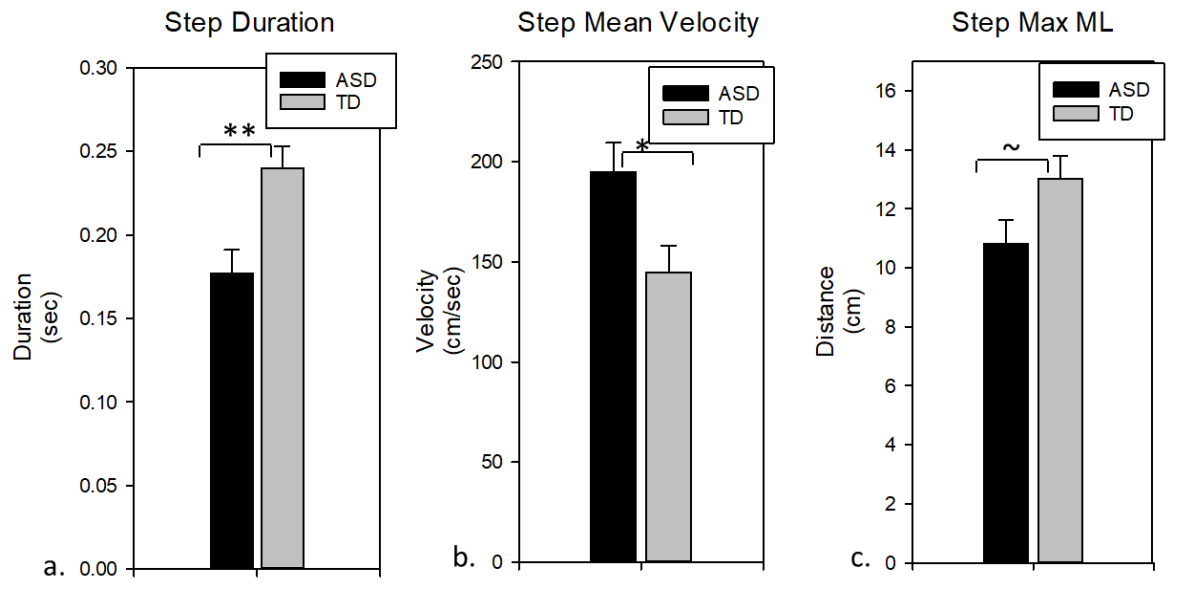 Step Duration
0.30
0.25
0.20
0.15
0.10
0.05
0.00
Duration
(sec)
ASD
TD
**
a.
Step Mean Velocity
250
200
150
100
50
0
Velocity
(cm/sec)
ASD
TD
*
b.
Step Max ML
16
14
12
10
8
6
4
2
0
Distance
(cm)
ASD
TD
~
c.